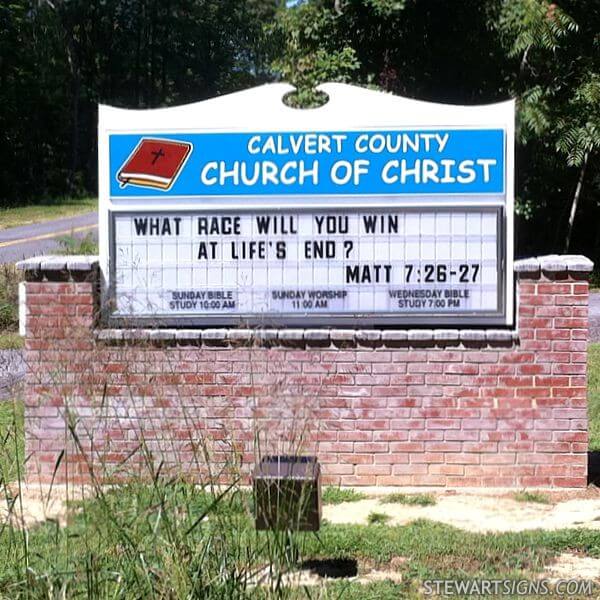 CALVERT COUNTY
CHURCH OF CHRIST
WHAT RACE WILL YOU WIN
AT LIFE'S END?
MATT 7:26-27
SUNDAY BIBLE STUDY 10:00 AM
SUNDAY WORSHIP 11:00 AM
WEDNESDAY BIBLE STUDY 7:00 PM
STEWARTSIGNS.COM